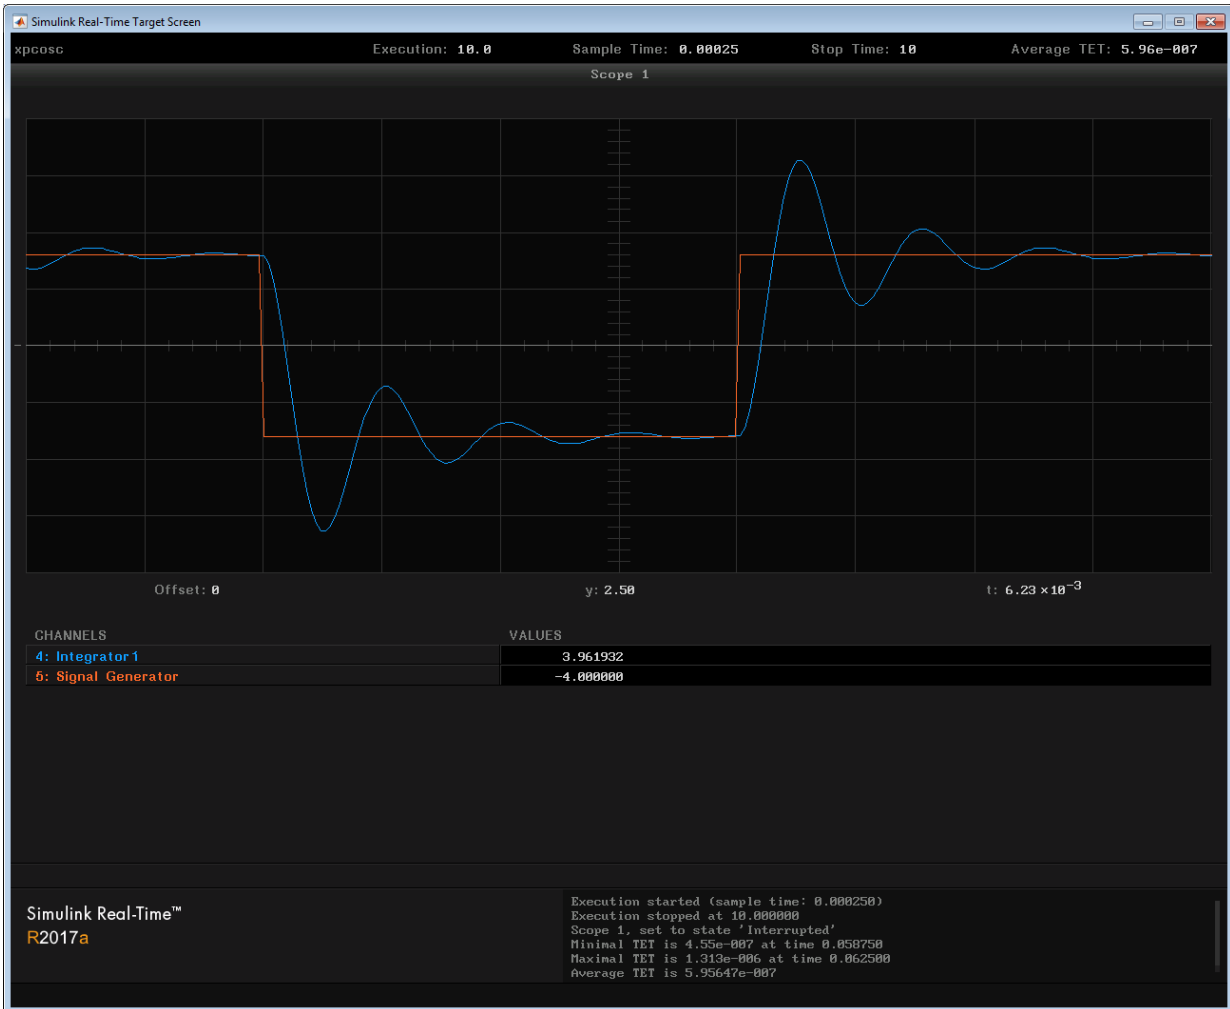 Simulink Real-Time Target Screen
xpcosc Execution: 10.0 Sample Time: 0.00025 Stop Time: 10 Average TET: 5.96e-007
Scope 1
Offset: 0 y: 2.50 t: 6.23×10⁻³
CHANNELS VALUES
4: Integrator1 3.961932
5: Signal Generator -4.000000
Simulink Real-Time™
R2017a
Execution started (sample time: 0.000250)
Execution stopped at 10.000000
Scope 1, set to state 'Interrupted'
Minimal TET is 4.55e-007 at time 0.058750
Maximal TET is 1.313e-006 at time 0.062500
Average TET is 5.95647e-007